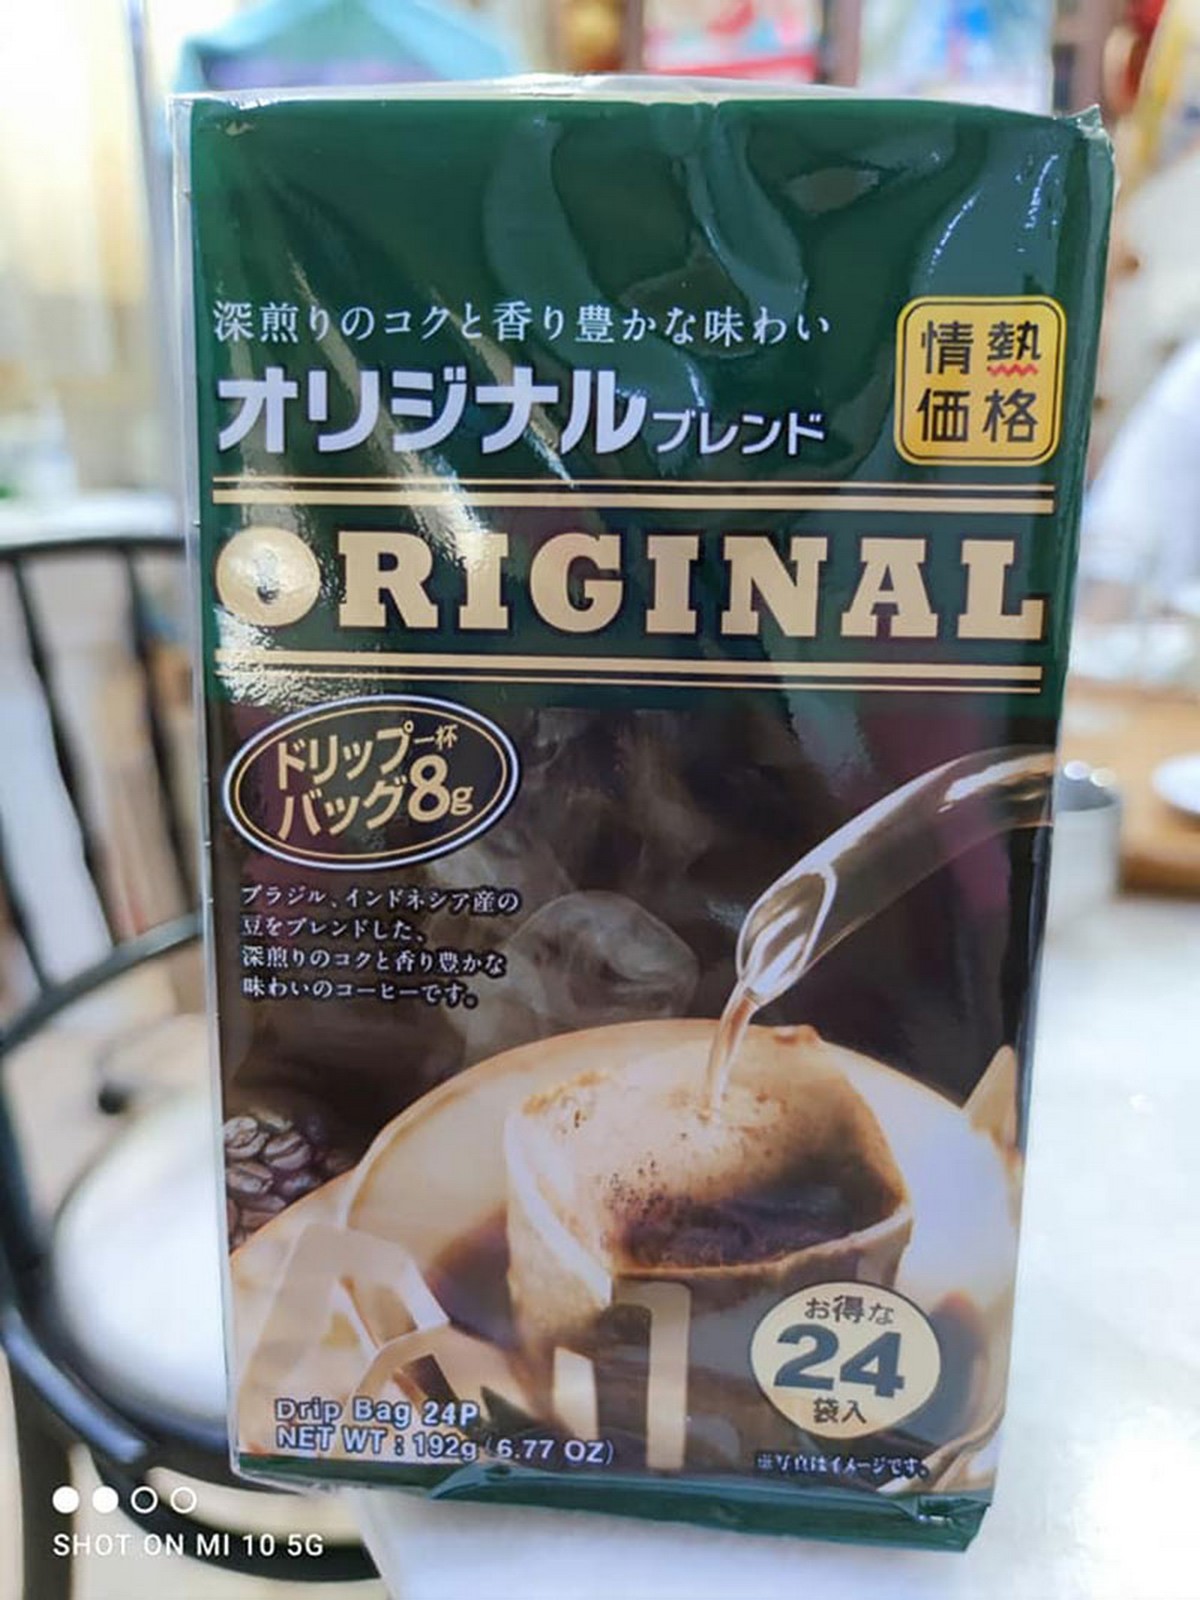 深煎りのコクと香り豊かな味わい
オリジナルブレンド
情熱
価格
ORIGINAL
ドリップ一杯
バッグ8g
ブラジル、インドネシア産の
豆をブレンドした、
深煎りのコクと香り豊かな
味わいのコーヒーです。
お得な
24
袋入
Drip Bag 24P
NET WT : 192g (6.77 OZ)
※写真はイメージです。
SHOT ON MI 10 5G